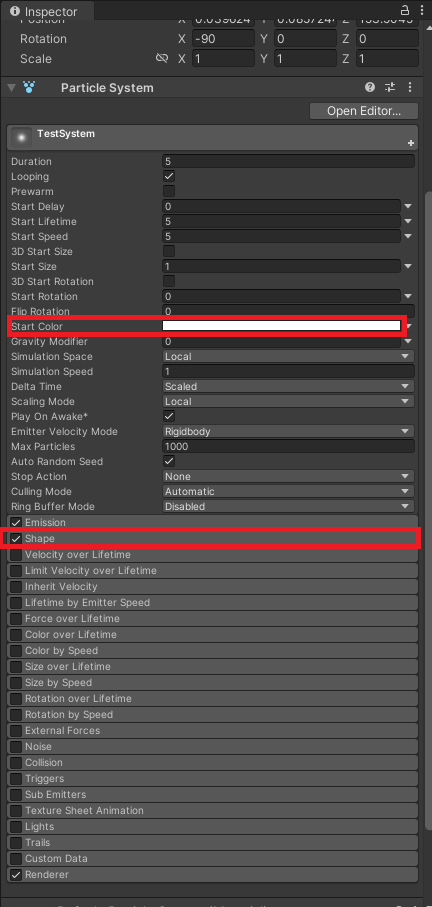 Inspector
Rotation X -90 Y 0 Z 0
Scale X 1 Y 1 Z 1
Particle System
Open Editor...
TestSystem
Duration 5
Looping
Prewarm
Start Delay 0
Start Lifetime 5
Start Speed 5
3D Start Size
Start Size 1
3D Start Rotation
Start Rotation 0
Flip Rotation 0
Start Color
Gravity Modifier 0
Simulation Space Local
Simulation Speed 1
Delta Time Scaled
Scaling Mode Local
Play On Awake*
Emitter Velocity Mode Rigidbody
Max Particles 1000
Auto Random Seed
Stop Action None
Culling Mode Automatic
Ring Buffer Mode Disabled
Emission
Shape
Velocity over Lifetime
Limit Velocity over Lifetime
Inherit Velocity
Lifetime by Emitter Speed
Force over Lifetime
Color over Lifetime
Color by Speed
Size over Lifetime
Size by Speed
Rotation over Lifetime
Rotation by Speed
External Forces
Noise
Collision
Triggers
Sub Emitters
Texture Sheet Animation
Lights
Trails
Custom Data
Renderer